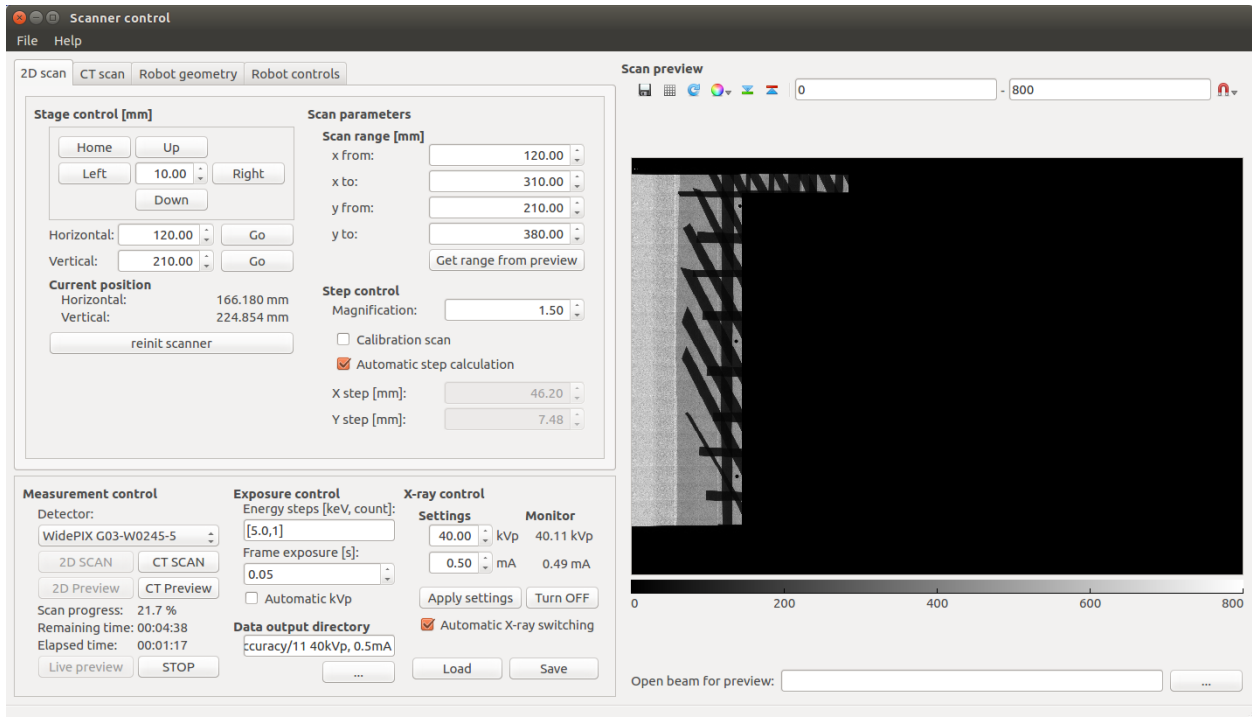 Scanner control
File Help
2D scan CT scan Robot geometry Robot controls
Stage control [mm]
Home Up
Left 10.00 Right
Down
Horizontal: 120.00 Go
Vertical: 210.00 Go
Current position
Horizontal: 166.180 mm
Vertical: 224.854 mm
reinit scanner
Scan parameters
Scan range [mm]
x from: 120.00
x to: 310.00
y from: 210.00
y to: 380.00
Get range from preview
Step control
Magnification: 1.50
Calibration scan
Automatic step calculation
X step [mm]: 46.20
Y step [mm]: 7.48
Measurement control
Detector:
WidePIX G03-W0245-5
2D SCAN CT SCAN
2D Preview CT Preview
Scan progress: 21.7 %
Remaining time: 00:04:38
Elapsed time: 00:01:17
Live preview STOP
Exposure control
Energy steps [keV, count]:
[5.0,1]
Frame exposure [s]:
0.05
Automatic kVp
Data output directory
ccuracy/11 40kVp, 0.5mA
...
X-ray control
Settings Monitor
40.00 kVp 40.11 kVp
0.50 mA 0.49 mA
Apply settings Turn OFF
Automatic X-ray switching
Load Save
Scan preview
0 - 800
0 200 400 600 800
Open beam for preview: ...